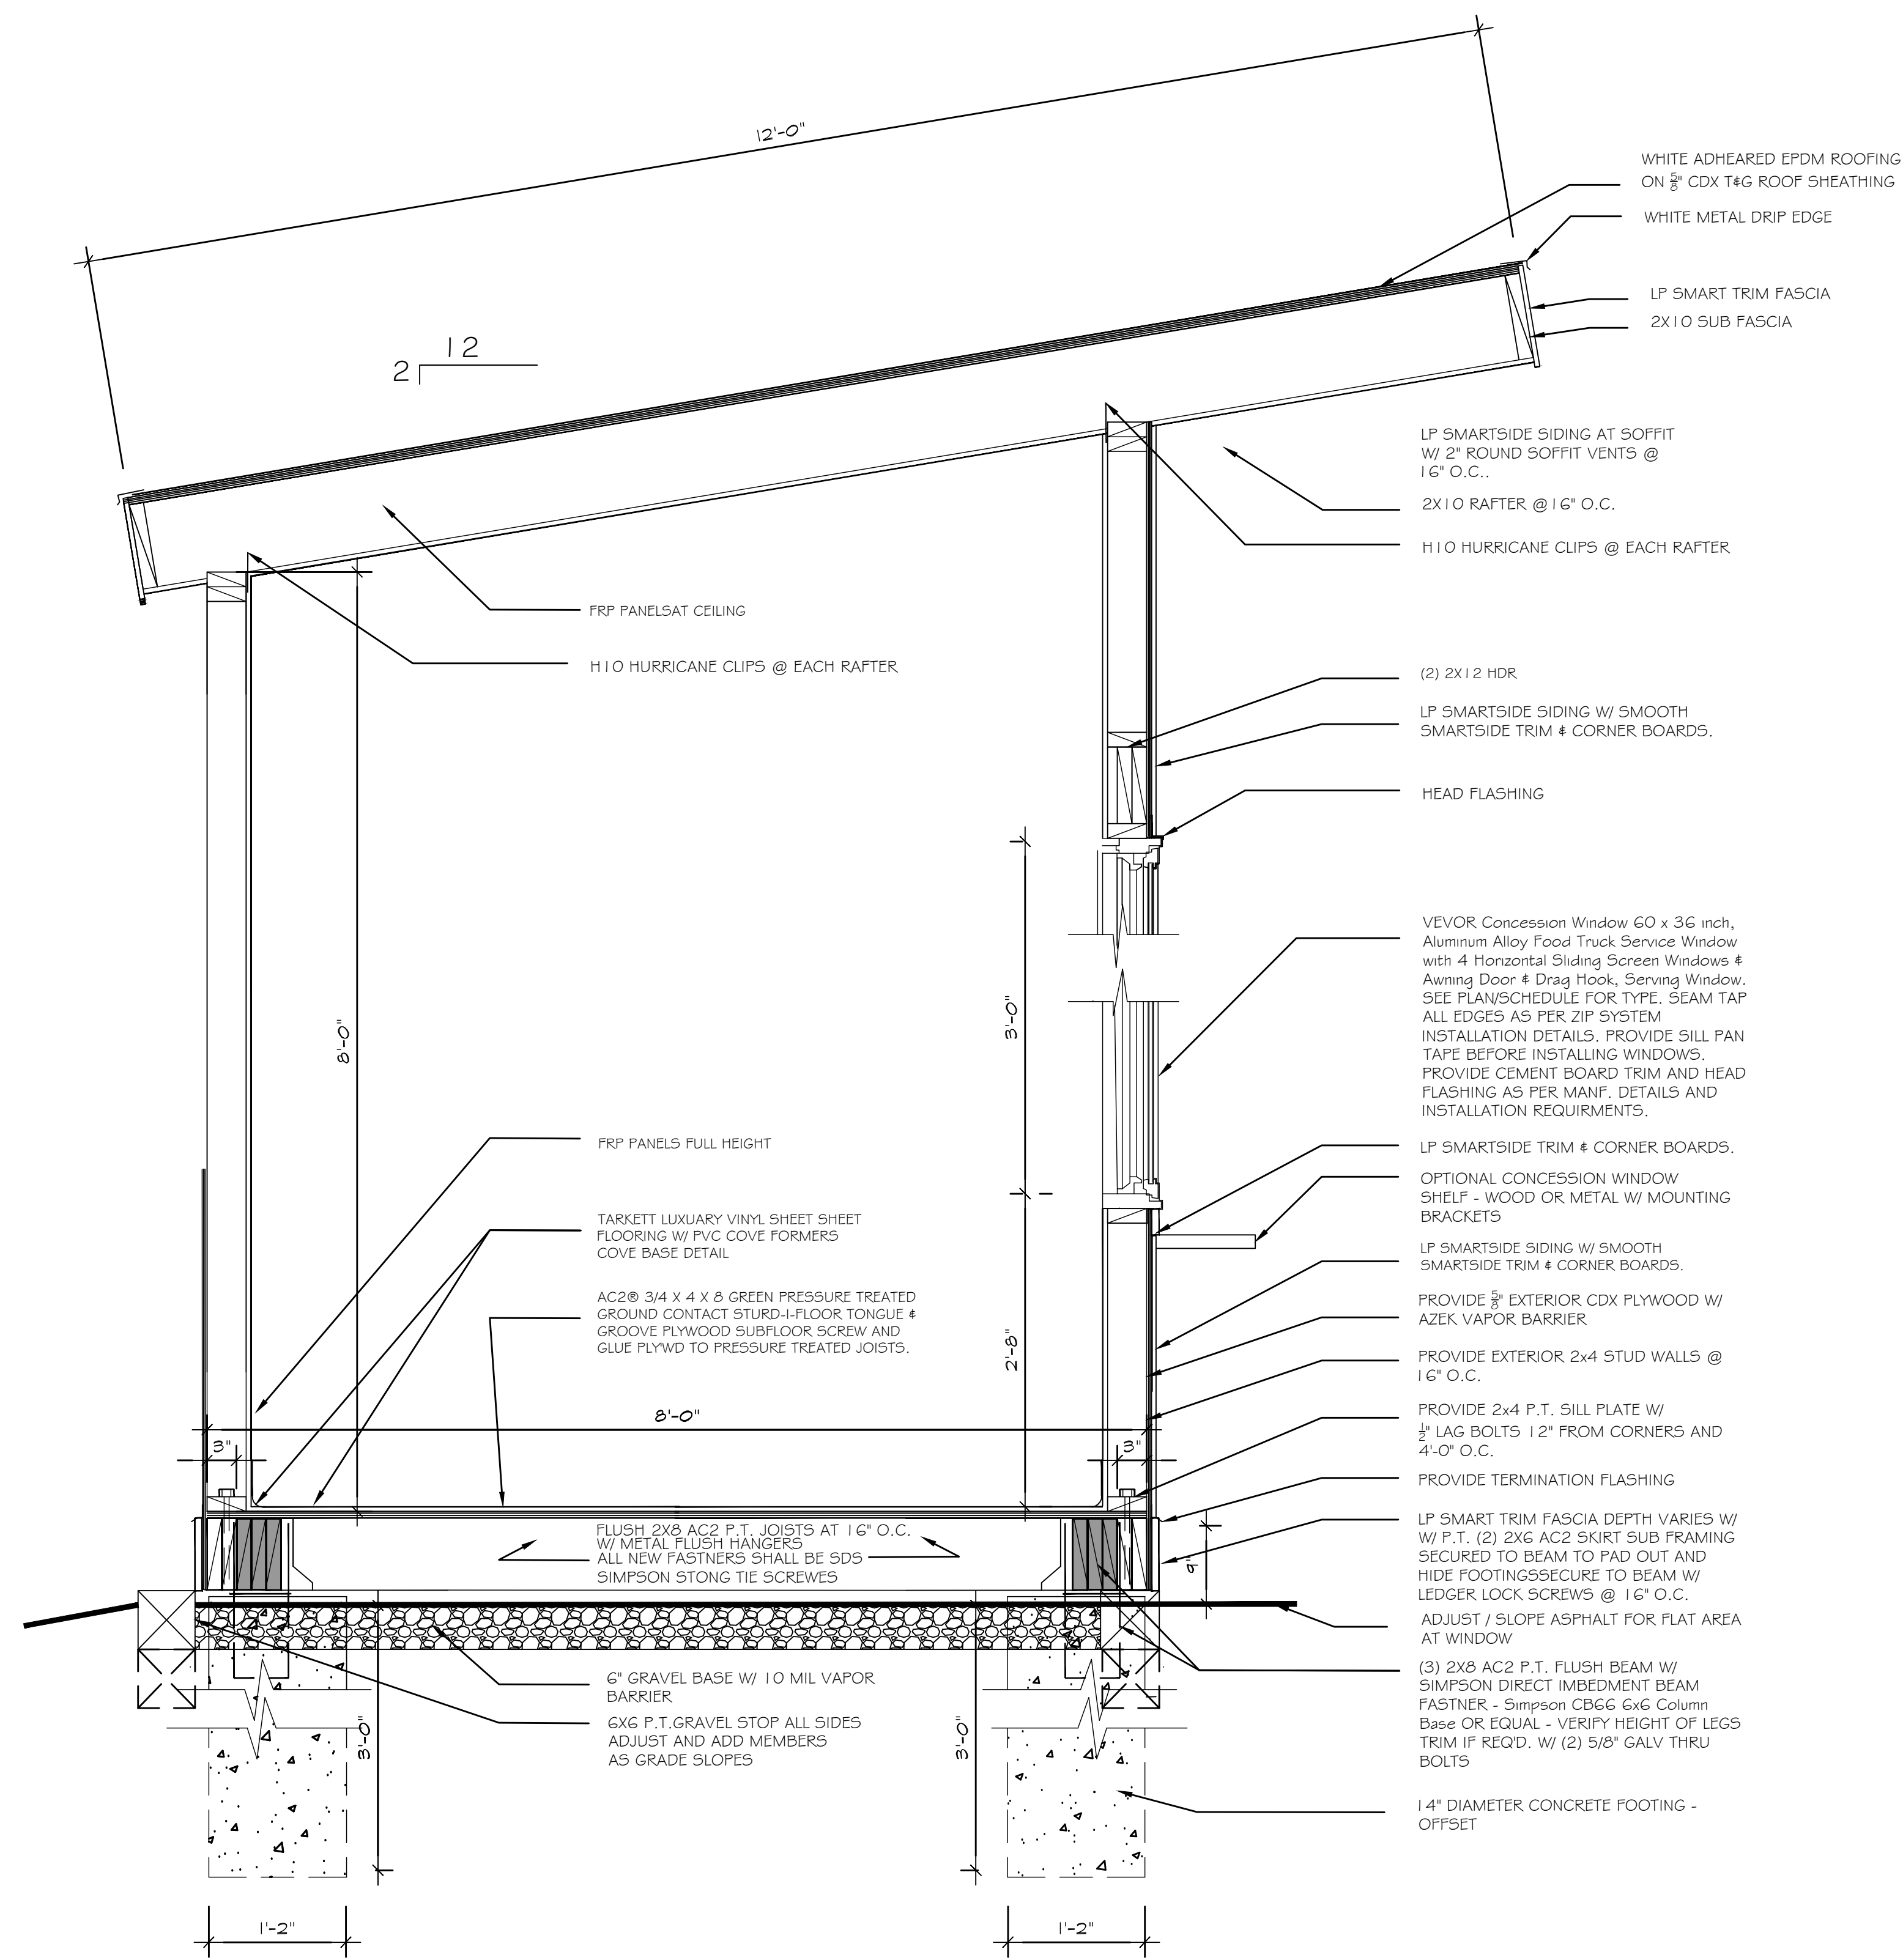 12'-0"
WHITE ADHEARED EPDM ROOFING
ON 5/8" CDX T&G ROOF SHEATHING
WHITE METAL DRIP EDGE
LP SMART TRIM FASCIA
2X10 SUB FASCIA
12
2
LP SMARTSIDE SIDING AT SOFFIT
W/ 2" ROUND SOFFIT VENTS @
16" O.C..
2X10 RAFTER @16" O.C.
H10 HURRICANE CLIPS @ EACH RAFTER
FRP PANELSAT CEILING
H10 HURRICANE CLIPS @ EACH RAFTER
(2) 2X12 HDR
LP SMARTSIDE SIDING W/ SMOOTH
SMARTSIDE TRIM & CORNER BOARDS.
HEAD FLASHING
VEVOR Concession Window 60 x 36 inch,
Aluminum Alloy Food Truck Service Window
with 4 Horizontal Sliding Screen Windows &
Awning Door & Drag Hook, Serving Window.
SEE PLAN/SCHEDULE FOR TYPE. SEAM TAP
ALL EDGES AS PER ZIP SYSTEM
INSTALLATION DETAILS. PROVIDE SILL PAN
TAPE BEFORE INSTALLING WINDOWS.
PROVIDE CEMENT BOARD TRIM AND HEAD
FLASHING AS PER MANF. DETAILS AND
INSTALLATION REQUIRMENTS.
8'-0"
3'-0"
FRP PANELS FULL HEIGHT
LP SMARTSIDE TRIM & CORNER BOARDS.
OPTIONAL CONCESSION WINDOW
SHELF - WOOD OR METAL W/ MOUNTING
BRACKETS
TARKETT LUXUARY VINYL SHEET SHEET
FLOORING W/ PVC COVE FORMERS
COVE BASE DETAIL
LP SMARTSIDE SIDING W/ SMOOTH
SMARTSIDE TRIM & CORNER BOARDS.
AC2® 3/4 X 4 X 8 GREEN PRESSURE TREATED
GROUND CONTACT STURD-I-FLOOR TONGUE &
GROOVE PLYWOOD SUBFLOOR SCREW AND
GLUE PLY'WD TO PRESSURE TREATED JOISTS.
2'-8"
PROVIDE 5/8" EXTERIOR CDX PLYWOOD W/
AZEK VAPOR BARRIER
PROVIDE EXTERIOR 2x4 STUD WALLS @
16" O.C.
8'-0"
3"
3"
PROVIDE 2x4 P.T. SILL PLATE W/
1/2" LAG BOLTS 12" FROM CORNERS AND
4'-0" O.C.
PROVIDE TERMINATION FLASHING
FLUSH 2X8 AC2 P.T. JOISTS AT 16" O.C.
W/ METAL FLUSH HANGERS
ALL NEW FASTNERS SHALL BE SDS
SIMPSON STONG TIE SCREWES
9"
LP SMART TRIM FASCIA DEPTH VARIES W/
W/ P.T. (2) 2X6 AC2 SKIRT SUB FRAMING
SECURED TO BEAM TO PAD OUT AND
HIDE FOOTINGSSECURE TO BEAM W/
LEDGER LOCK SCREWS @ 16" O.C.
ADJUST / SLOPE ASPHALT FOR FLAT AREA
AT WINDOW
6" GRAVEL BASE W/ 10 MIL VAPOR
BARRIER
6X6 P.T.GRAVEL STOP ALL SIDES
ADJUST AND ADD MEMBERS
AS GRADE SLOPES
3'-0"
3'-0"
(3) 2X8 AC2 P.T. FLUSH BEAM W/
SIMPSON DIRECT IMBEDMENT BEAM
FASTNER - Simpson CB66 6x6 Column
Base OR EQUAL - VERIFY HEIGHT OF LEGS
TRIM IF REQ'D. W/ (2) 5/8" GALV THRU
BOLTS
14" DIAMETER CONCRETE FOOTING -
OFFSET
1'-2"
1'-2"